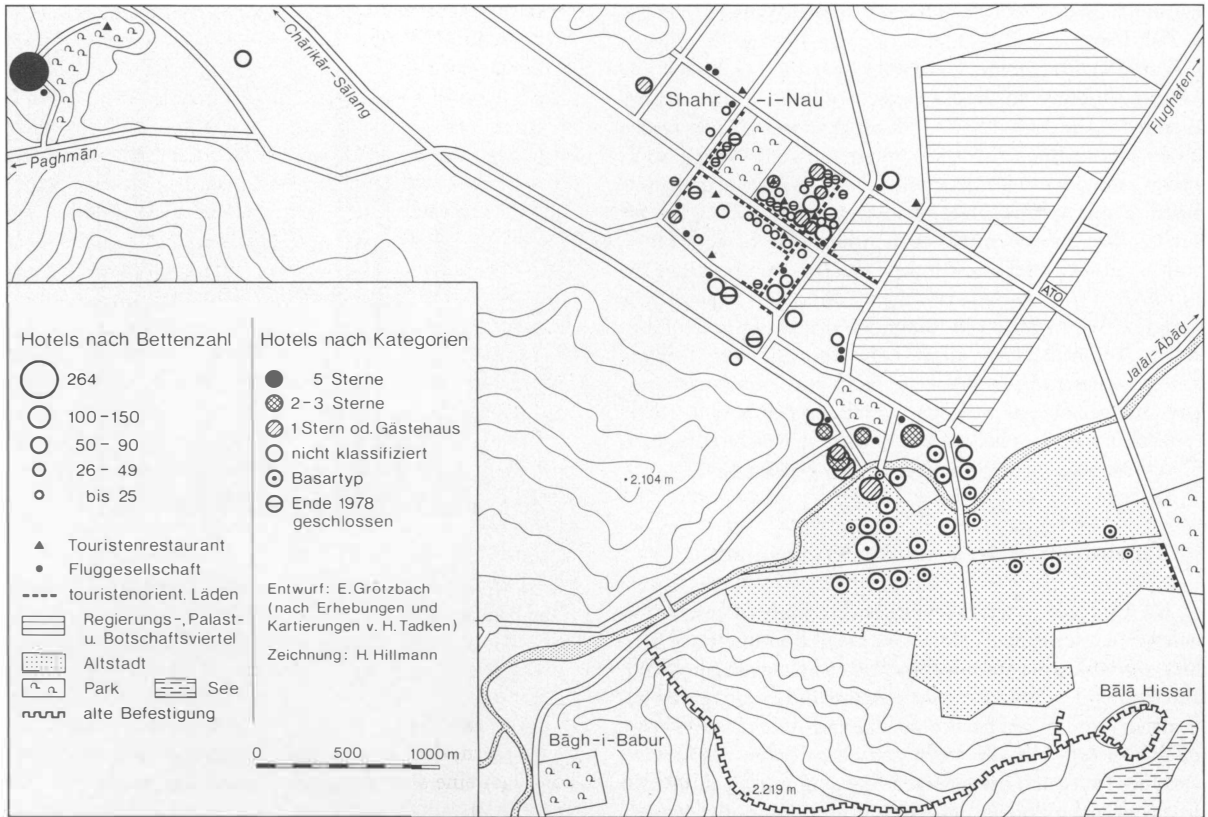 Chārikār-Sālang
Paghmān
Shahr-i-Nau
Flughafen
ATO
Jalāl-Ābād
2.104 m
Bāgh-i-Babur
2.219 m
Bālā Hissar
Hotels nach Bettenzahl
264
100-150
50-90
26-49
bis 25
Touristenrestaurant
Fluggesellschaft
touristenorient. Läden
Regierungs-, Palast-
u. Botschaftsviertel
Altstadt
Park
See
alte Befestigung
Hotels nach Kategorien
5 Sterne
2-3 Sterne
1 Stern od. Gästehaus
nicht klassifiziert
Basartyp
Ende 1978
geschlossen
Entwurf: E. Grötzbach
(nach Erhebungen und
Kartierungen v. H. Tadken)
Zeichnung: H. Hillmann
0 500 1000 m